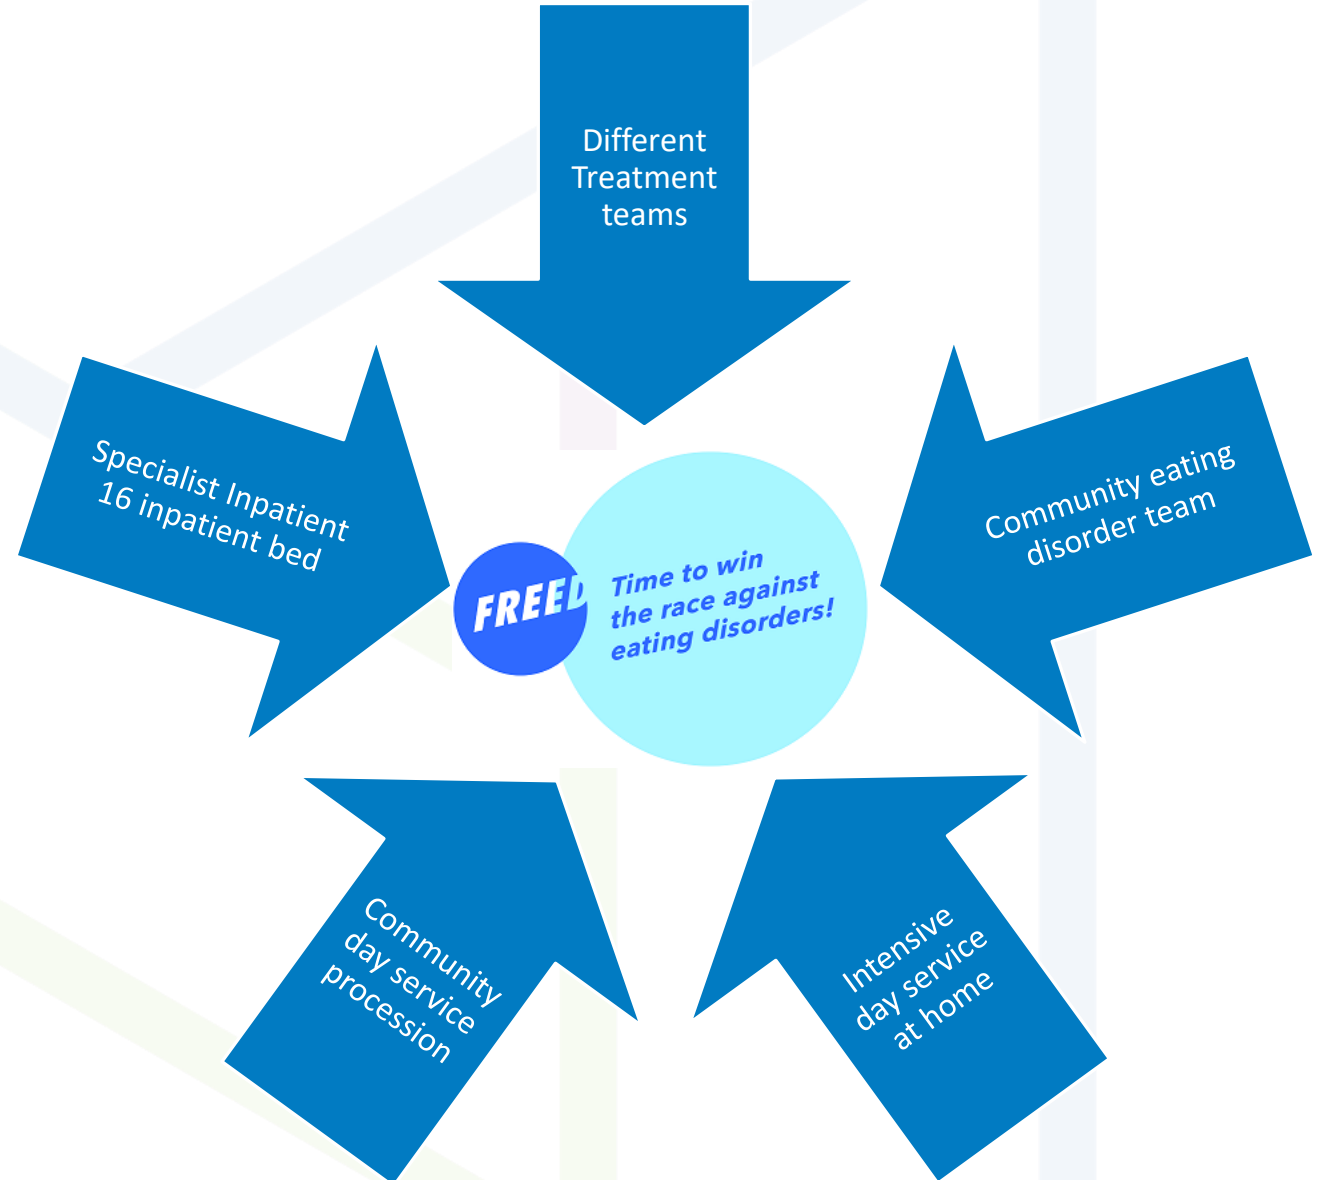 Different
Treatment
teams
Specialist Inpatient
16 inpatient bed
Community eating
disorder team
FREED
Time to win
the race against
eating disorders!
Community
day service
procession
Intensive
day service
at home